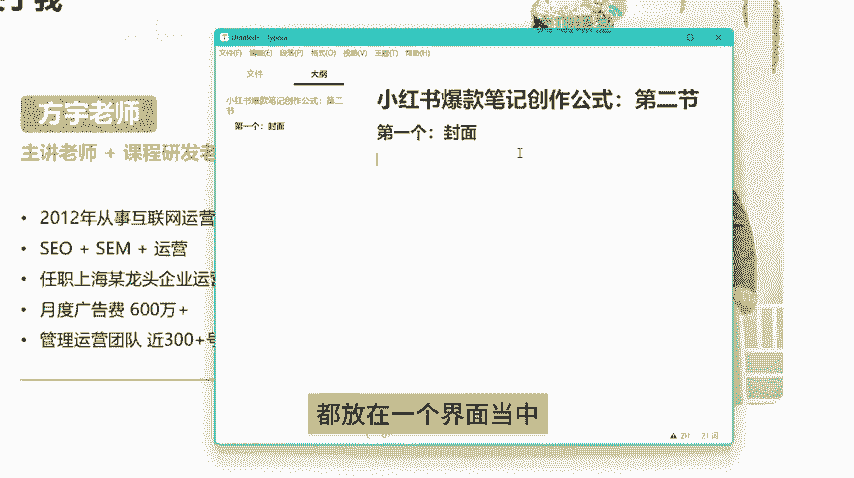 方宇老师
主讲老师 + 课程研发老
2012年从事互联网运营
SEO + SEM + 运营
任职上海某龙头企业运营
月度广告费 600万+
管理运营团队 近300+号
文件(F) 编辑(E) 段落(P) 格式(O) 视图(V) 主题(T) 帮助(H)
文件 大纲
小红书爆款笔记创作公式：第二
节
第一个：封面
小红书爆款笔记创作公式：第二节
第一个：封面
都放在一个界面当中
21 词